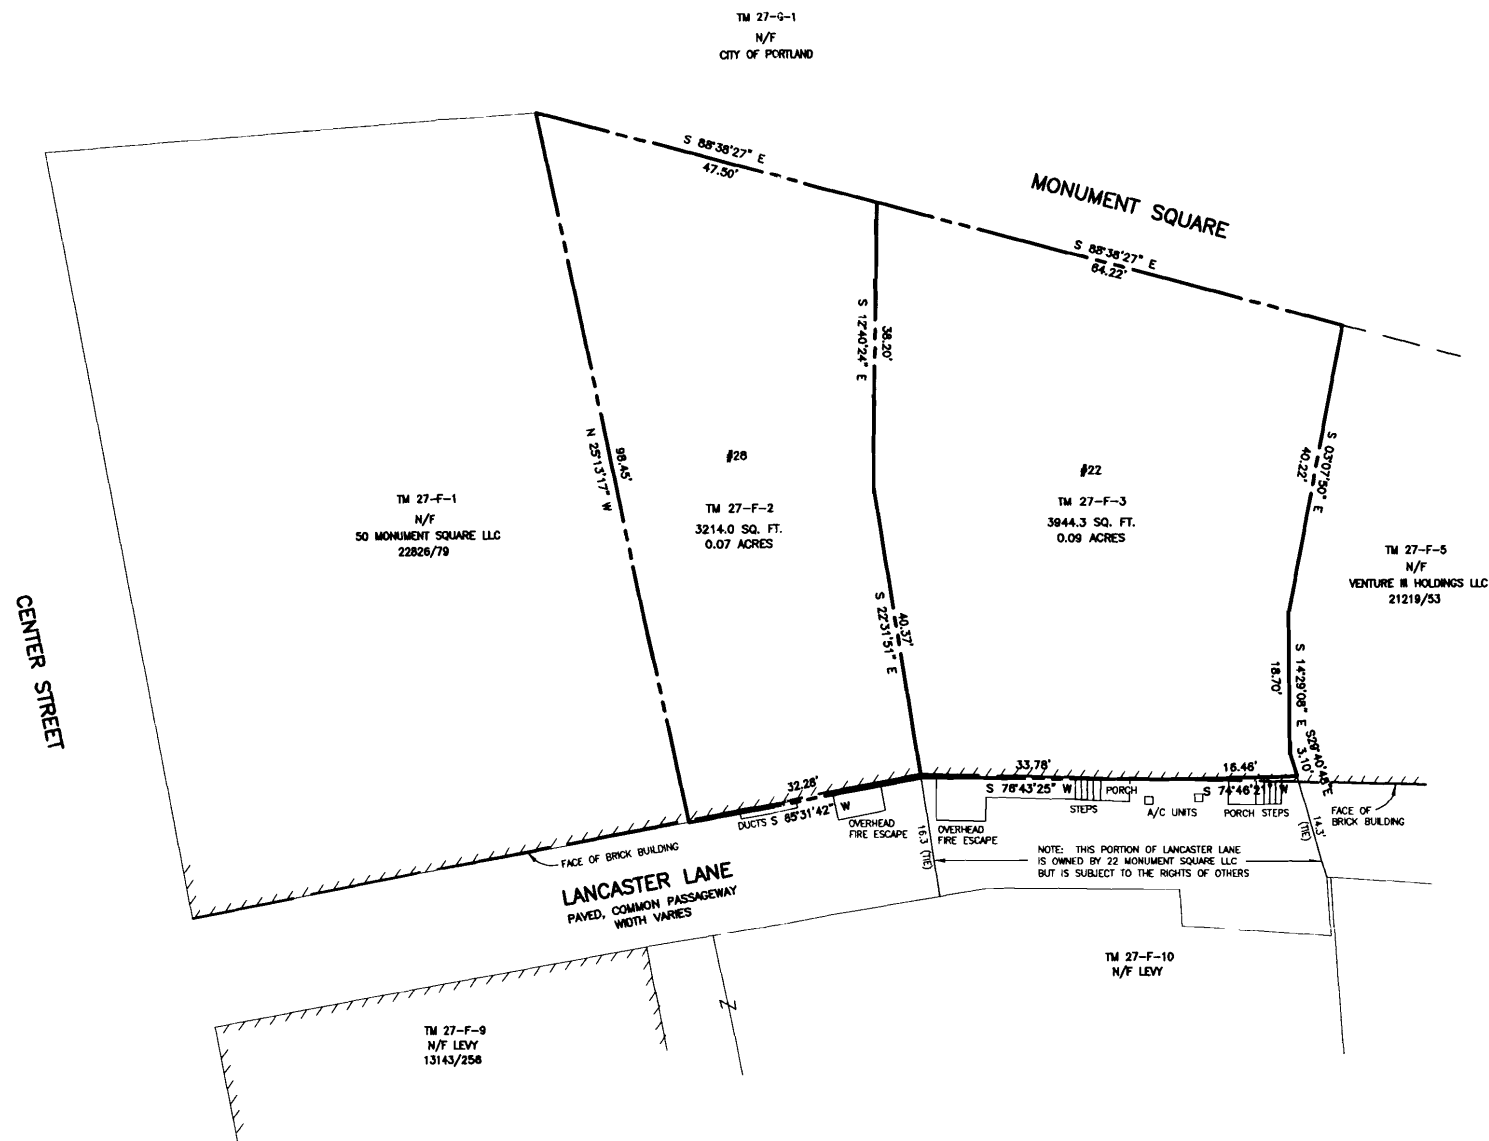 TM 27-G-1
N/F
CITY OF PORTLAND
MONUMENT SQUARE
S 88°38'27" E
47.50'
S 88°38'27" E
64.22'
N 25°13'17" W
98.45'
S 12°40'24" E
38.20'
S 03°07'50" E
40.22'
#28
TM 27-F-2
3214.0 SQ. FT.
0.07 ACRES
#22
TM 27-F-3
3944.3 SQ. FT.
0.09 ACRES
TM 27-F-1
N/F
50 MONUMENT SQUARE LLC
22826/79
TM 27-F-5
N/F
VENTURE III HOLDINGS LLC
21219/53
CENTER STREET
S 22°31'51" E
40.37'
S 14°29'08" E
18.70'
S29°40'48"E
3.10'
32.28'
S 85°31'42" W
33.78'
S 76°43'25" W
16.46'
S 74°46'21" W
DUCTS
OVERHEAD
FIRE ESCAPE
OVERHEAD
FIRE ESCAPE
STEPS
PORCH
A/C UNITS
PORCH STEPS
FACE OF
BRICK BUILDING
16.3 (TIE)
14.3'
(TIE)
NOTE: THIS PORTION OF LANCASTER LANE
IS OWNED BY 22 MONUMENT SQUARE LLC
BUT IS SUBJECT TO THE RIGHTS OF OTHERS
FACE OF BRICK BUILDING
LANCASTER LANE
PAVED, COMMON PASSAGEWAY
WIDTH VARIES
TM 27-F-10
N/F LEVY
TM 27-F-9
N/F LEVY
13143/258